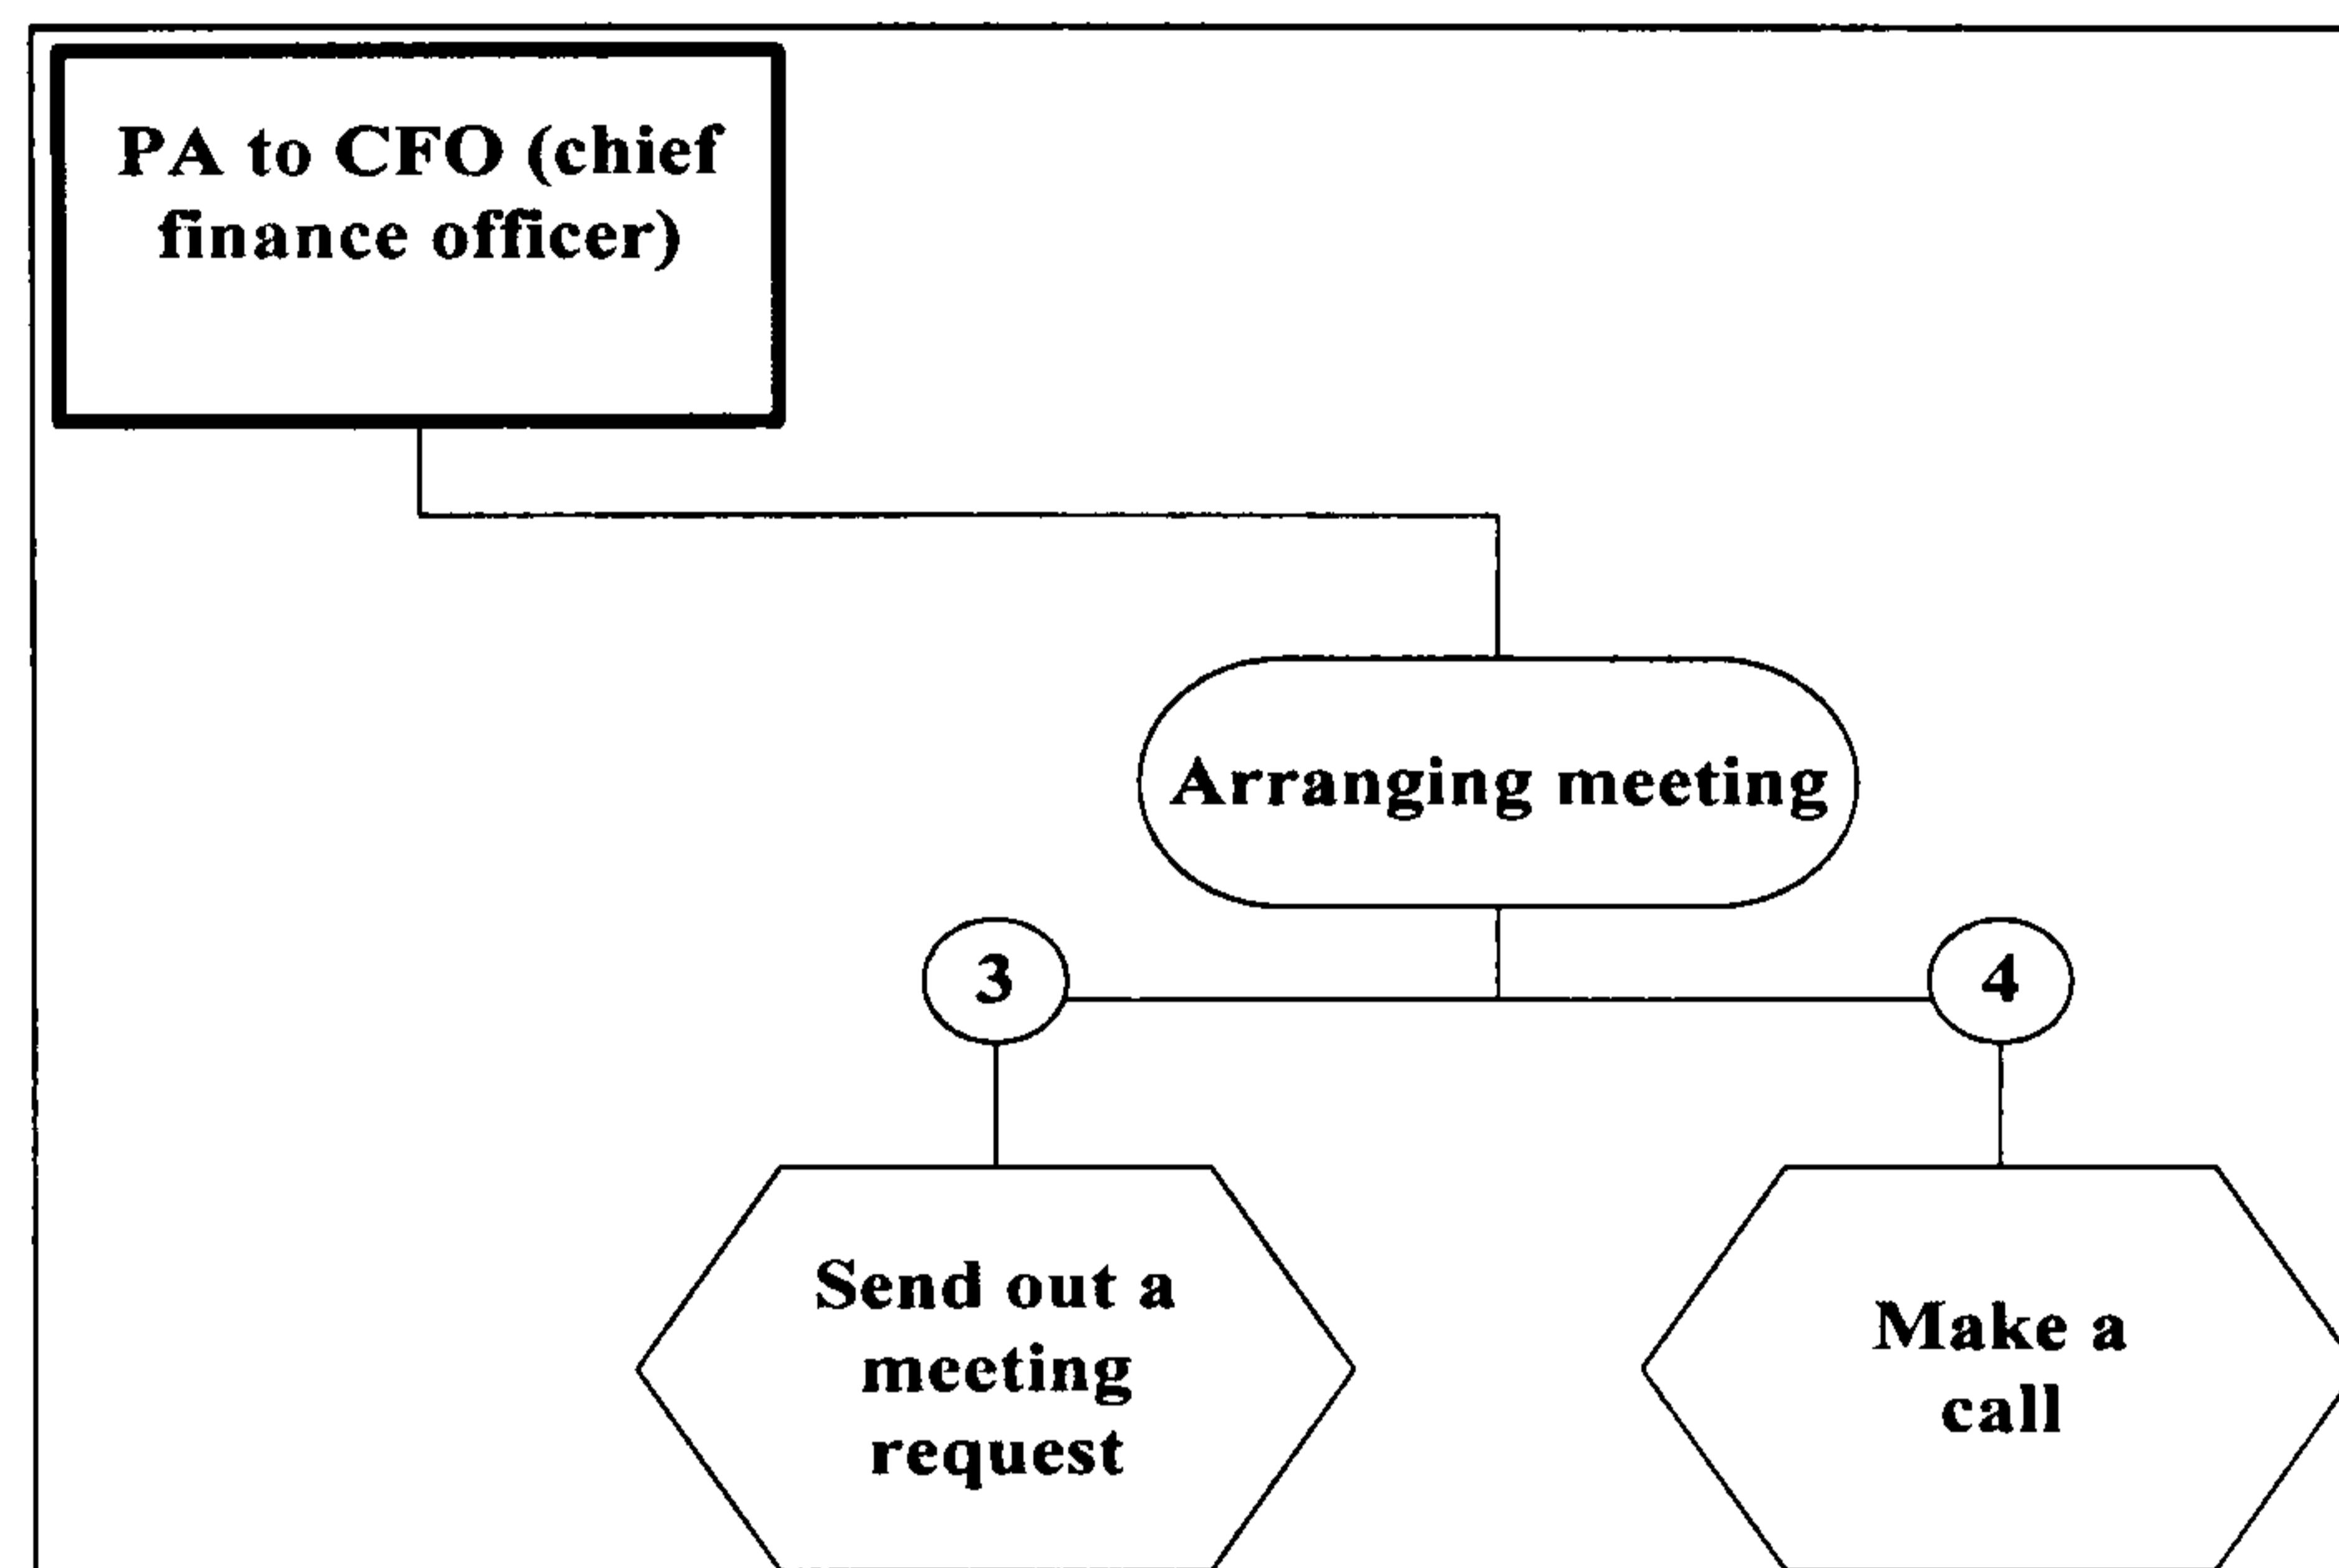 PA to CFO (chief
finance officer)
Arranging meeting
3
4
Send out a
meeting
request
Make a
call